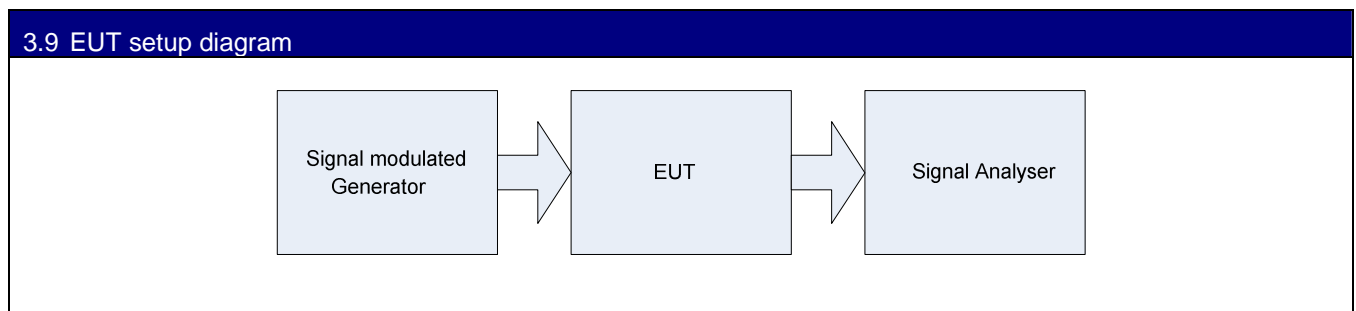 3.9 EUT setup diagram
Signal modulated
Generator
EUT
Signal Analyser